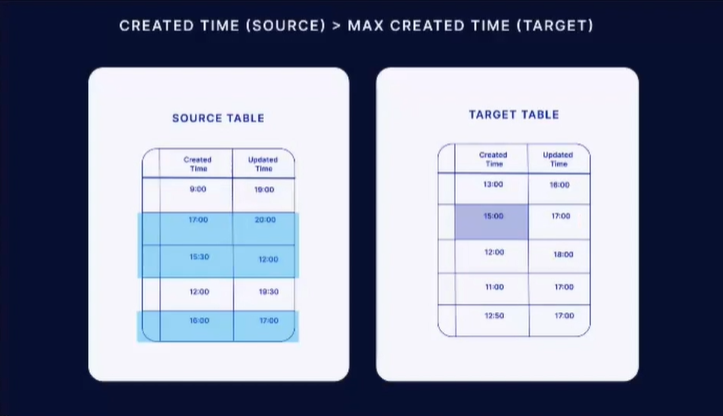 CREATED TIME (SOURCE) > MAX CREATED TIME (TARGET)
SOURCE TABLE
Created Time Updated Time
9:00 19:00
17:00 20:00
15:30 12:00
12:00 19:30
16:00 17:00
TARGET TABLE
Created Time Updated Time
13:00 16:00
15:00 17:00
12:00 18:00
11:00 17:00
12:50 17:00